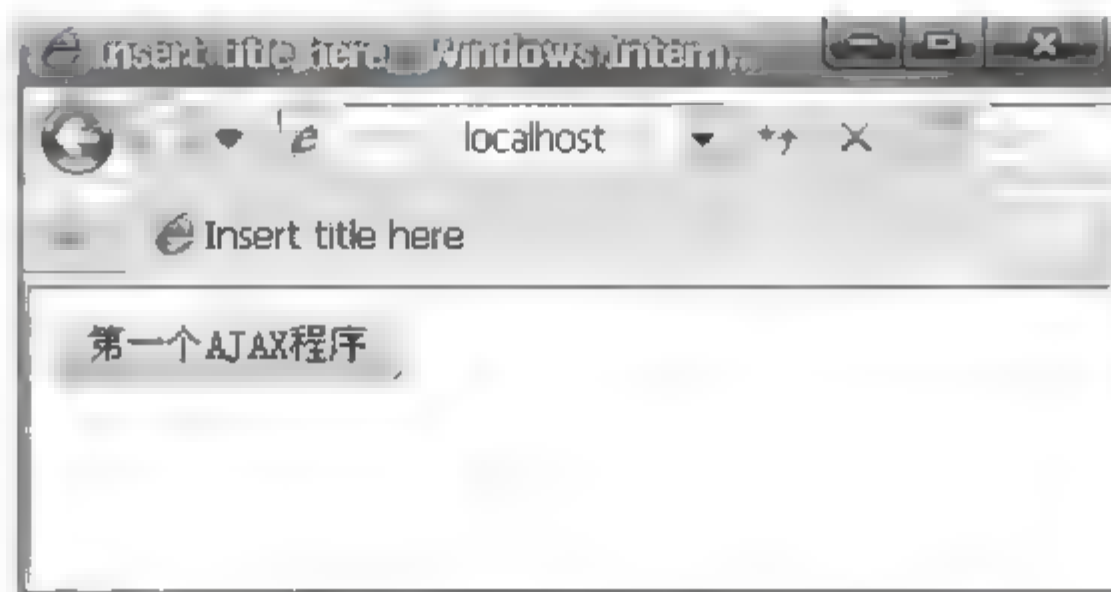 Insert title here - Windows Intern
localhost
Insert title here
第一个AJAX程序